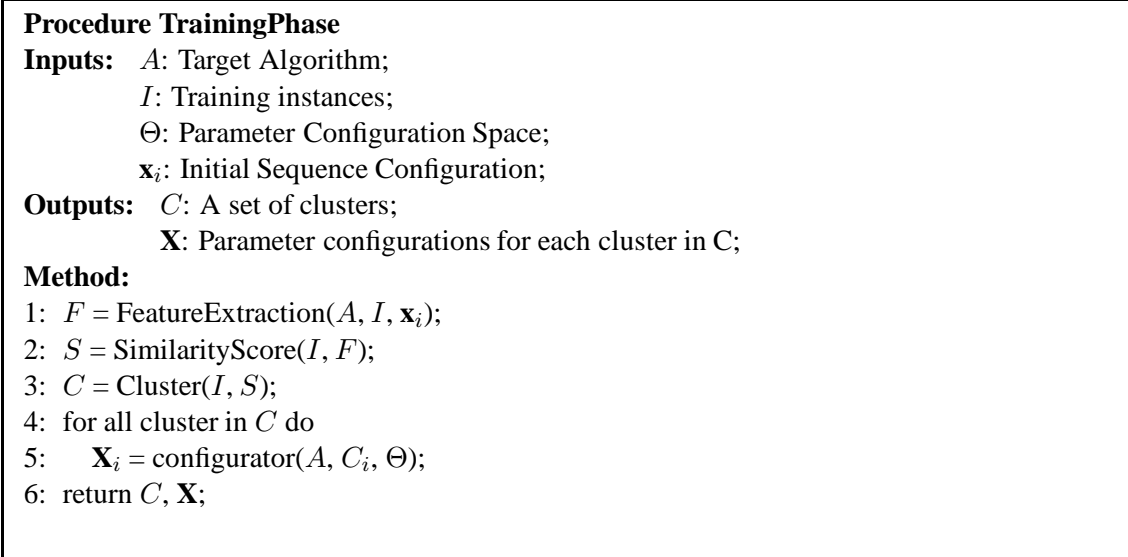 Procedure TrainingPhase
Inputs: A: Target Algorithm;
I: Training instances;
Θ: Parameter Configuration Space;
x_i: Initial Sequence Configuration;
Outputs: C: A set of clusters;
X: Parameter configurations for each cluster in C;
Method:
1: F = FeatureExtraction(A, I, x_i);
2: S = SimilarityScore(I, F);
3: C = Cluster(I, S);
4: for all cluster in C do
5: X_i = configurator(A, C_i, Θ);
6: return C, X;